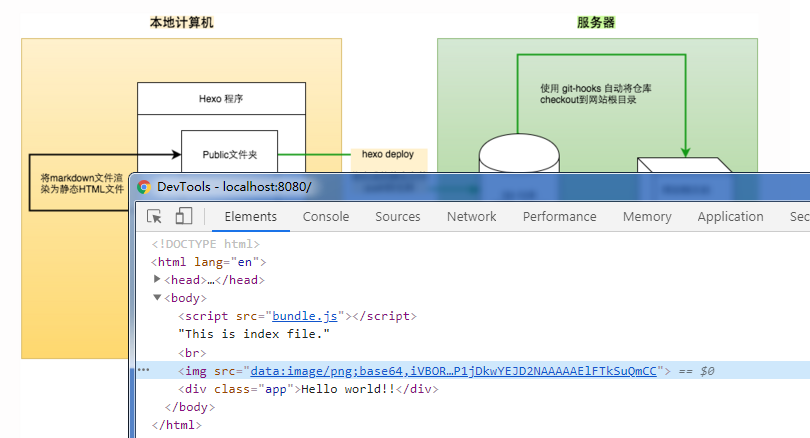 本地计算机
服务器
Hexo 程序
使用 git-hooks 自动将仓库
checkout到网站根目录
Public文件夹
hexo deploy
将markdown文件渲
染为静态HTML文件
DevTools - localhost:8080/
Elements Console Sources Network Performance Memory Application Sec
<!DOCTYPE html>
<html lang="en">
<head>…</head>
<body>
<script src="bundle.js"></script>
"This is index file."
<br>
<img src="data:image/png;base64,iVBOR…P1jDkwYEJD2NAAAAAElFTkSuQmCC"> == $0
<div class="app">Hello world!!</div>
</body>
</html>